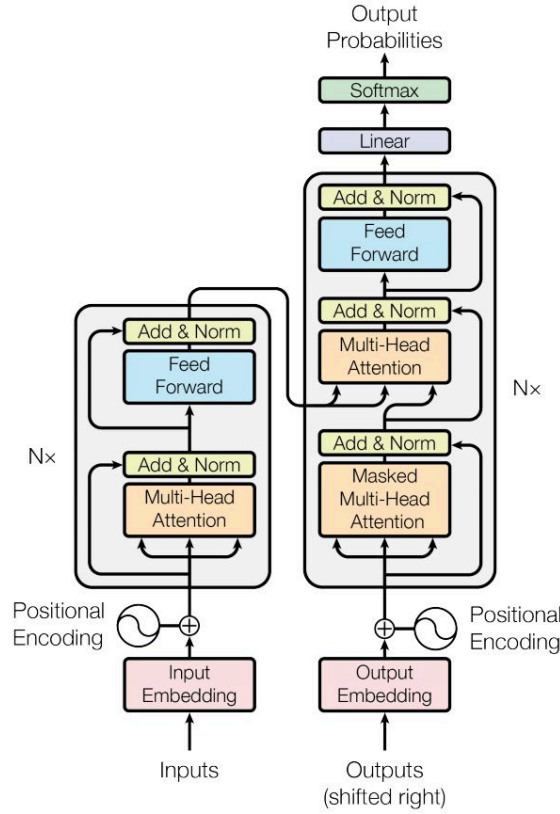 Output
Probabilities
Softmax
Linear
Add & Norm
Feed
Forward
Add & Norm
Multi-Head
Attention
Nx
Add & Norm
Masked
Multi-Head
Attention
Add & Norm
Feed
Forward
Nx
Add & Norm
Multi-Head
Attention
Positional
Encoding
Positional
Encoding
Input
Embedding
Output
Embedding
Inputs
Outputs
(shifted right)